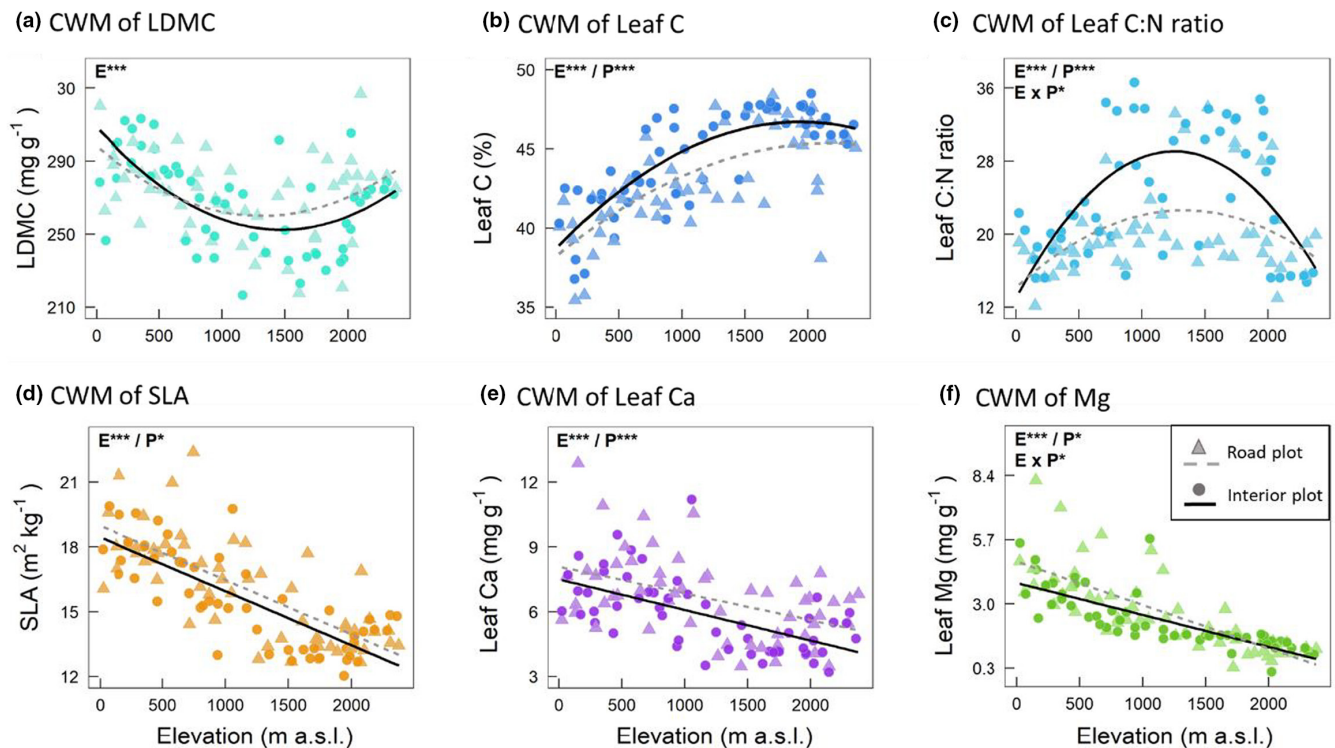 (a) CWM of LDMC
E***
30
290
250
210
LDMC (mg g⁻¹)
0 500 1000 1500 2000
(b) CWM of Leaf C
E*** / P***
50
45
40
35
Leaf C (%)
0 500 1000 1500 2000
(c) CWM of Leaf C:N ratio
E*** / P***
E x P*
36
28
20
12
Leaf C:N ratio
0 500 1000 1500 2000
(d) CWM of SLA
E*** / P*
21
18
15
12
SLA (m² kg⁻¹)
0 500 1000 1500 2000
Elevation (m a.s.l.)
(e) CWM of Leaf Ca
E*** / P***
12
9
6
3
Leaf Ca (mg g⁻¹)
0 500 1000 1500 2000
Elevation (m a.s.l.)
(f) CWM of Mg
E*** / P*
E x P*
Road plot
Interior plot
8.4
5.7
3.0
0.3
Leaf Mg (mg g⁻¹)
0 500 1000 1500 2000
Elevation (m a.s.l.)